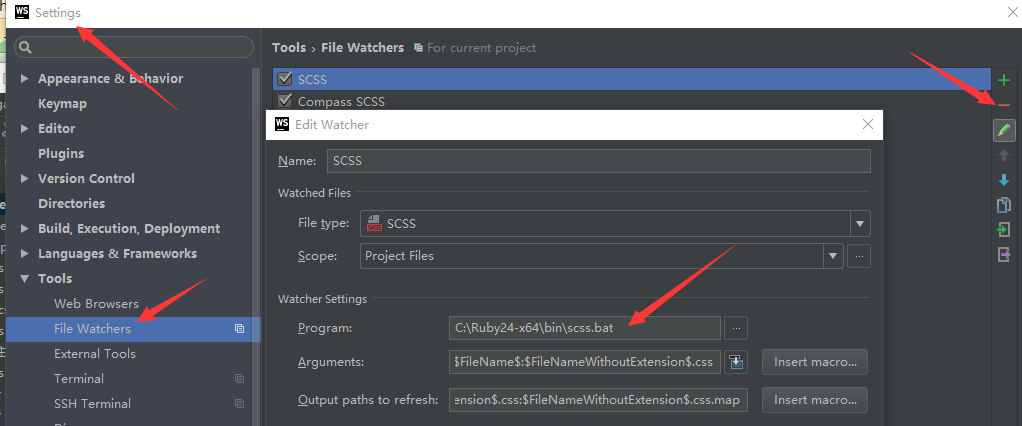 WS Settings
Appearance & Behavior
Keymap
Editor
Plugins
Version Control
Directories
Build, Execution, Deployment
Languages & Frameworks
Tools
Web Browsers
File Watchers
External Tools
Terminal
SSH Terminal
Tools › File Watchers For current project
SCSS
Compass SCSS
WS Edit Watcher
Name: SCSS
Watched Files
File type: SASS SCSS
Scope: Project Files ...
Watcher Settings
Program: C:\Ruby24-x64\bin\scss.bat ...
Arguments: $FileName$:$FileNameWithoutExtension$.css Insert macro...
Output paths to refresh: ension$.css:$FileNameWithoutExtension$.css.map Insert macro...